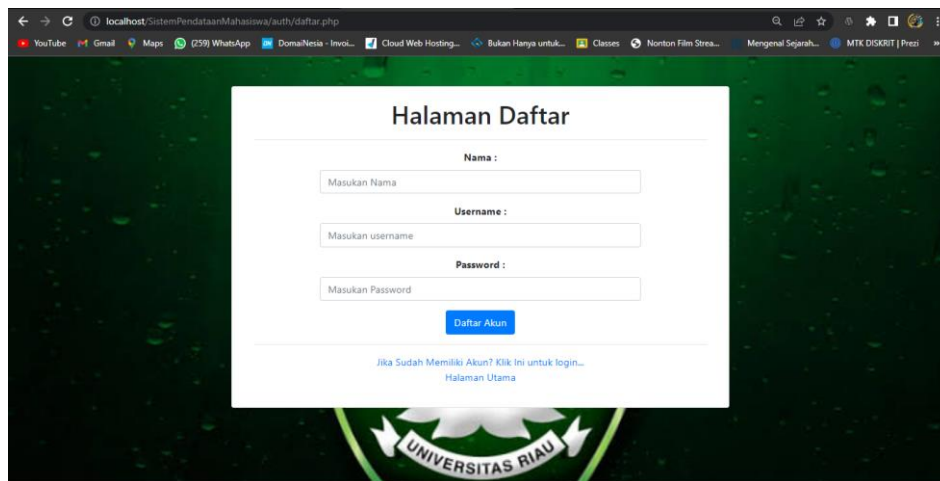 localhost/SistemPendataanMahasiswa/auth/daftar.php
YouTube Gmail Maps (259) WhatsApp DomaiNesia - Invoi... Cloud Web Hosting... Bukan Hanya untuk... Classes Nonton Film Strea... Mengenal Sejarah... MTK DISKRIT | Prezi »
Halaman Daftar
Nama :
Masukan Nama
Username :
Masukan username
Password :
Masukan Password
Daftar Akun
Jika Sudah Memiliki Akun? Klik Ini untuk login...
Halaman Utama
UNIVERSITAS RIAU